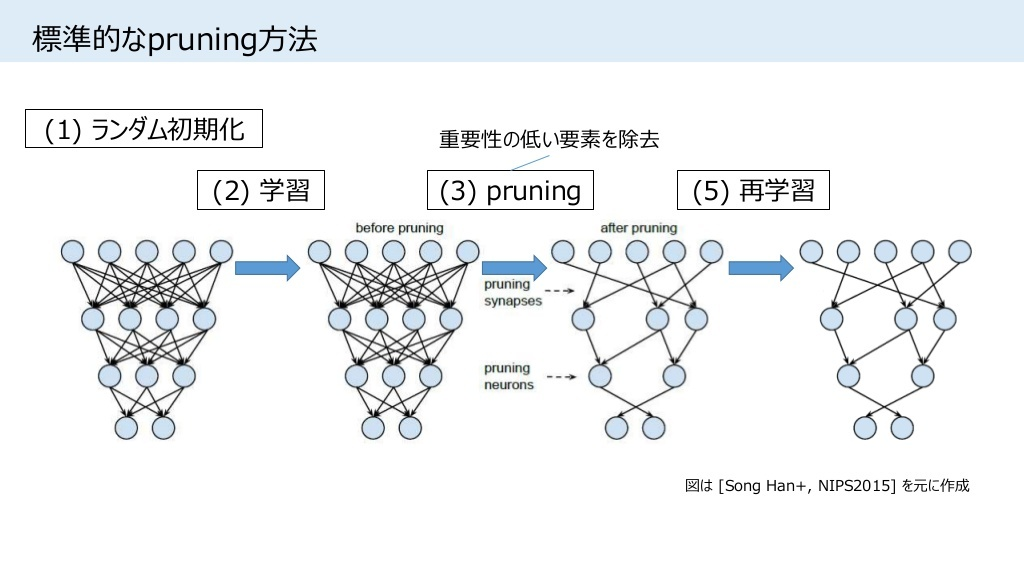 標準的なpruning方法
(1) ランダム初期化
重要性の低い要素を除去
(2) 学習
(3) pruning
(5) 再学習
before pruning
after pruning
pruning
synapses
pruning
neurons
図は [Song Han+, NIPS2015] を元に作成